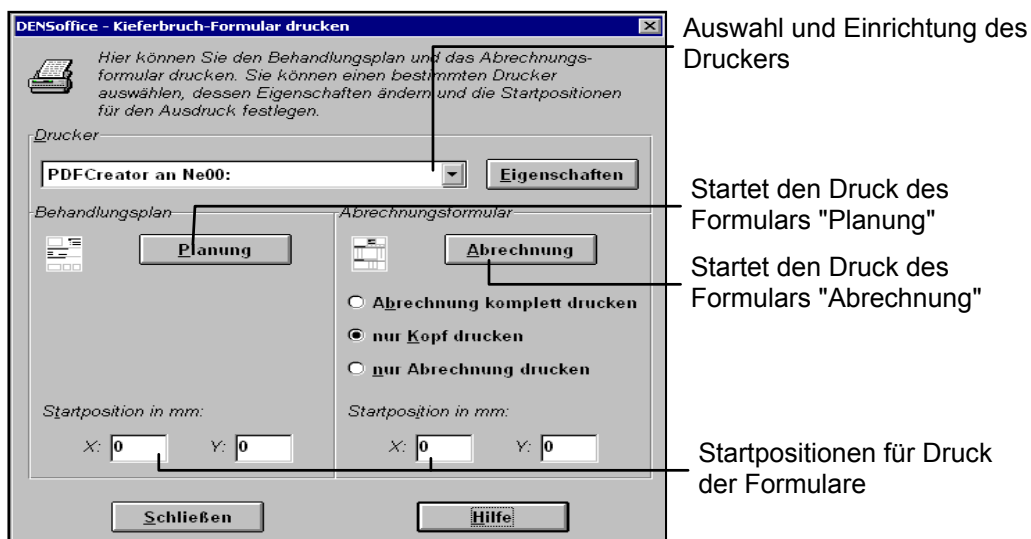 DENSoffice - Kieferbruch-Formular drucken
Hier können Sie den Behandlungsplan und das Abrechnungs-
formular drucken. Sie können einen bestimmten Drucker
auswählen, dessen Eigenschaften ändern und die Startpositionen
für den Ausdruck festlegen.
Drucker
PDFCreator an Ne00:
Eigenschaften
Behandlungsplan
Planung
Startposition in mm:
X: 0 Y: 0
Abrechnungsformular
Abrechnung
Abrechnung komplett drucken
nur Kopf drucken
nur Abrechnung drucken
Startposition in mm:
X: 0 Y: 0
Schließen
Hilfe
Auswahl und Einrichtung des
Druckers
Startet den Druck des
Formulars "Planung"
Startet den Druck des
Formulars "Abrechnung"
Startpositionen für Druck
der Formulare